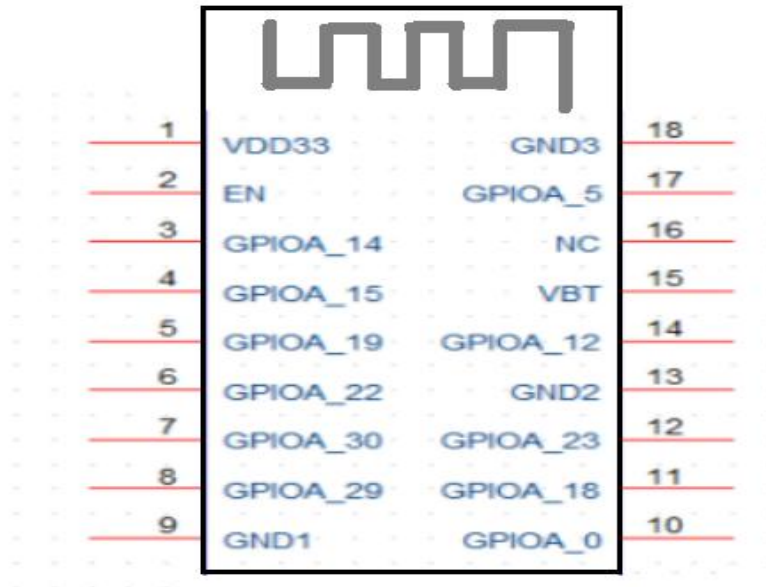 1 VDD33 GND3 18
2 EN GPIOA_5 17
3 GPIOA_14 NC 16
4 GPIOA_15 VBT 15
5 GPIOA_19 GPIOA_12 14
6 GPIOA_22 GND2 13
7 GPIOA_30 GPIOA_23 12
8 GPIOA_29 GPIOA_18 11
9 GND1 GPIOA_0 10